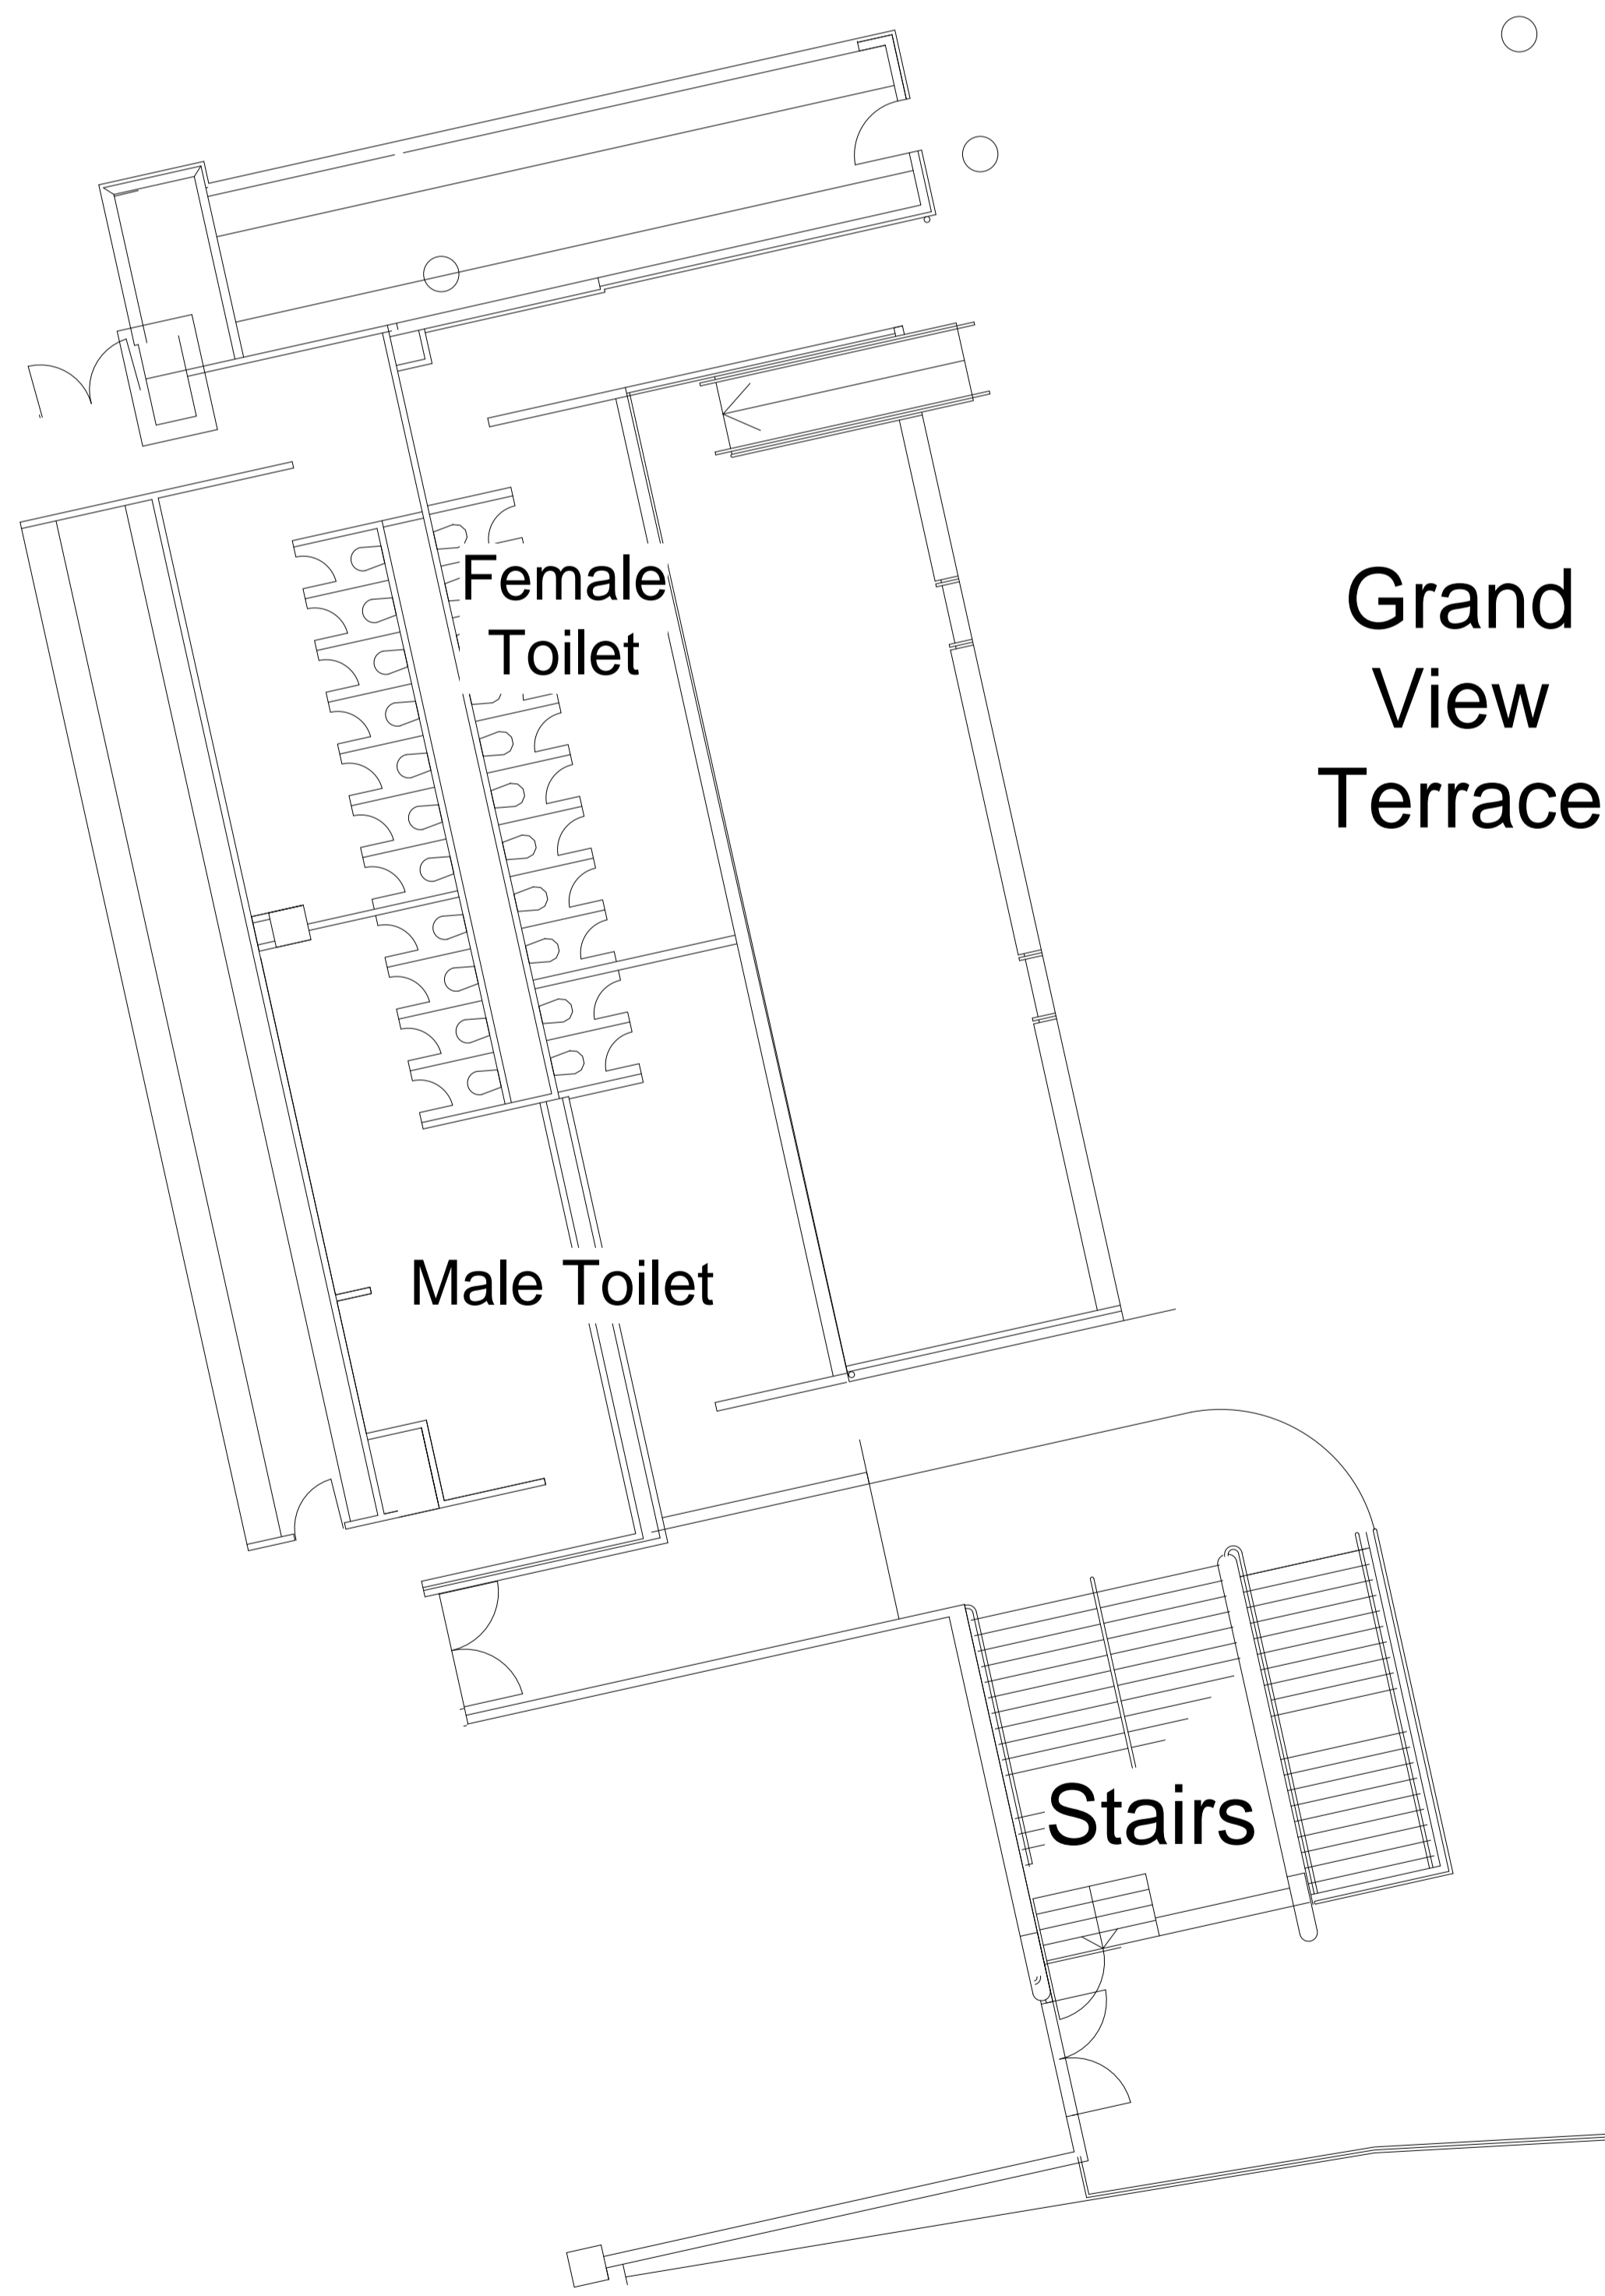 Female
Toilet
Grand
View
Terrace
Male Toilet
Stairs